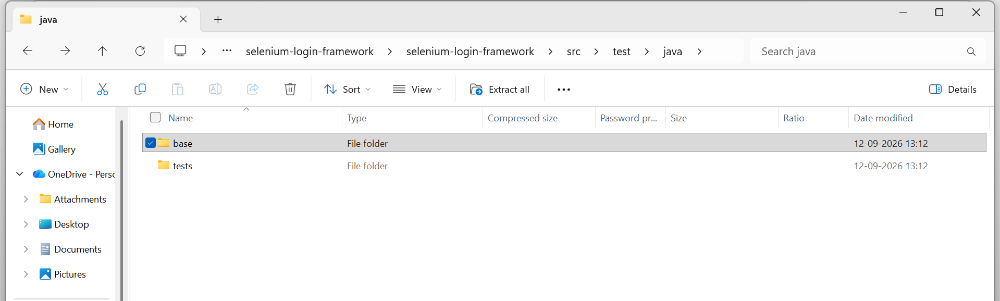 java
selenium-login-framework > selenium-login-framework > src > test > java >
Search java
New
Sort
View
Extract all
Details
Name Type Compressed size Password pr... Size Ratio Date modified
base File folder 12-09-2026 13:12
tests File folder 12-09-2026 13:12
Home
Gallery
OneDrive - Perso
Attachments
Desktop
Documents
Pictures